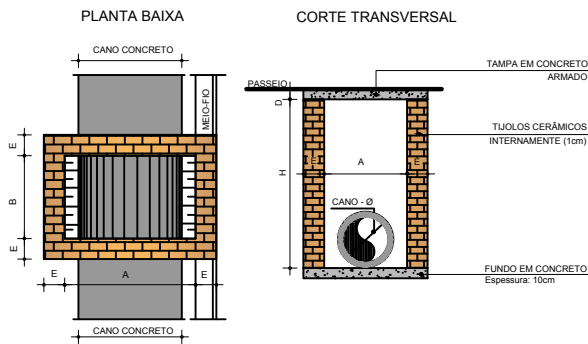 PLANTA BAIXA
CORTE TRANSVERSAL
CANO CONCRETO
MEIO-FIO
E
B
E
E
A
E
CANO CONCRETO
TAMPA EM CONCRETO
ARMADO
PASSEIO
D
TIJOLOS CERÂMICOS
INTERNAMENTE (1cm)
E
A
E
H
CANO - Ø
FUNDO EM CONCRETO
Espessura: 10cm